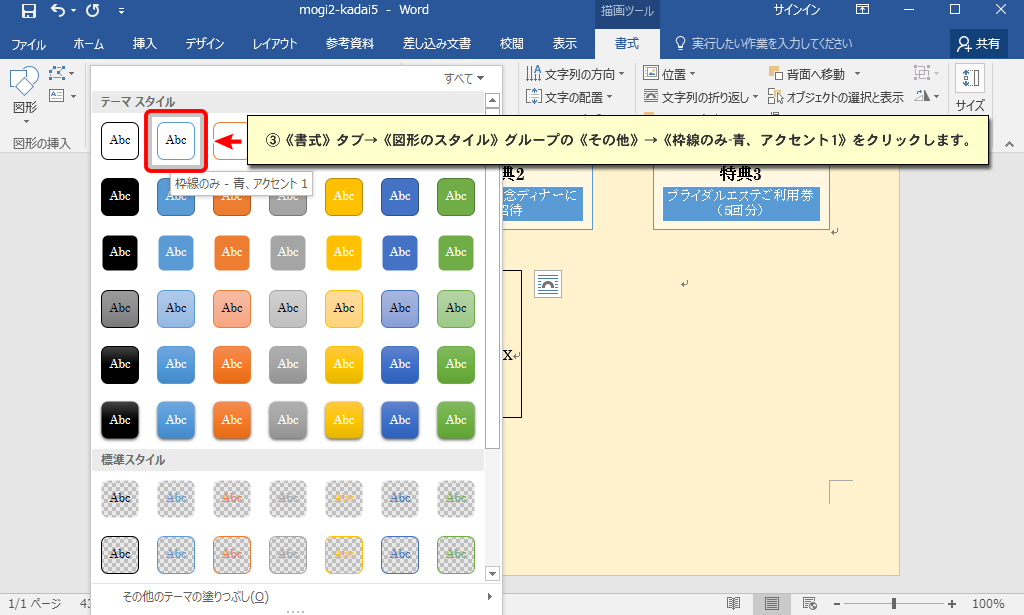 mogi2-kadai5 - Word
描画ツール
サインイン
ファイル ホーム 挿入 デザイン レイアウト 参考資料 差し込み文書 校閲 表示 書式 実行したい作業を入力してください 共有
すべて
図形
図形の挿入
文字列の方向
文字の配置
位置
文字列の折り返し
背面へ移動
オブジェクトの選択と表示
サイズ
テーマ スタイル
Abc Abc
③《書式》タブ→《図形のスタイル》グループの《その他》→《枠線のみ-青、アクセント1》をクリックします。
枠線のみ - 青、アクセント 1
Abc Abc Abc Abc Abc Abc Abc
Abc Abc Abc Abc Abc Abc Abc
Abc Abc Abc Abc Abc Abc Abc
Abc Abc Abc Abc Abc Abc Abc
Abc Abc Abc Abc Abc Abc Abc
標準スタイル
Abc Abc Abc Abc Abc Abc Abc
Abc Abc Abc Abc Abc Abc Abc
その他のテーマの塗りつぶし(O)
典2
念ディナーに
招待
特典3
ブライダルエステご利用券
（5回分）
X
1/1 ページ
100%